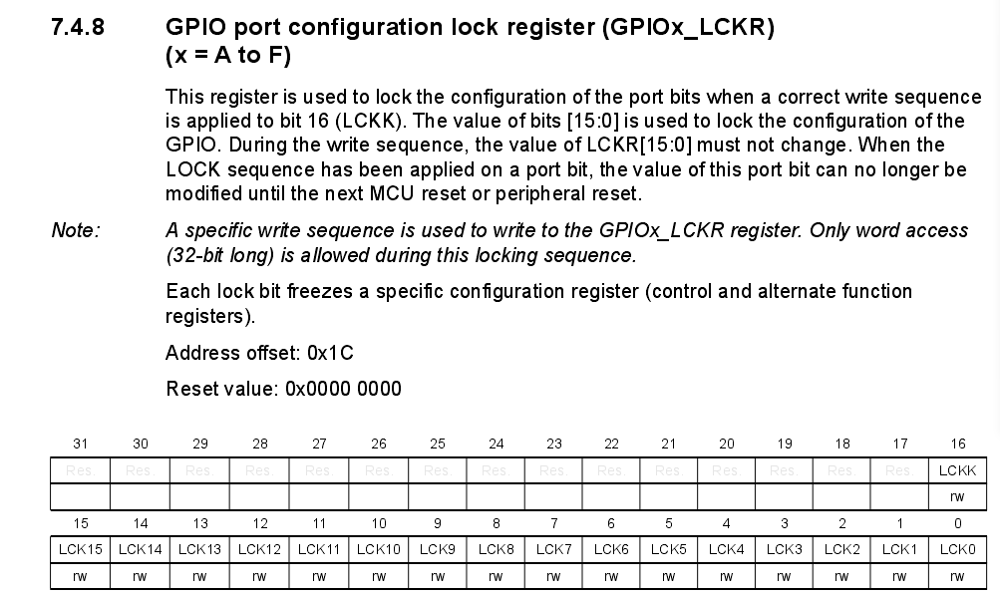 7.4.8 GPIO port configuration lock register (GPIOx_LCKR)
(x = A to F)
This register is used to lock the configuration of the port bits when a correct write sequence
is applied to bit 16 (LCKK). The value of bits [15:0] is used to lock the configuration of the
GPIO. During the write sequence, the value of LCKR[15:0] must not change. When the
LOCK sequence has been applied on a port bit, the value of this port bit can no longer be
modified until the next MCU reset or peripheral reset.
Note: A specific write sequence is used to write to the GPIOx_LCKR register. Only word access
(32-bit long) is allowed during this locking sequence.
Each lock bit freezes a specific configuration register (control and alternate function
registers).
Address offset: 0x1C
Reset value: 0x0000 0000
31 30 29 28 27 26 25 24 23 22 21 20 19 18 17 16
Res. Res. Res. Res. Res. Res. Res. Res. Res. Res. Res. Res. Res. Res. Res. LCKK
rw
15 14 13 12 11 10 9 8 7 6 5 4 3 2 1 0
LCK15 LCK14 LCK13 LCK12 LCK11 LCK10 LCK9 LCK8 LCK7 LCK6 LCK5 LCK4 LCK3 LCK2 LCK1 LCK0
rw rw rw rw rw rw rw rw rw rw rw rw rw rw rw rw